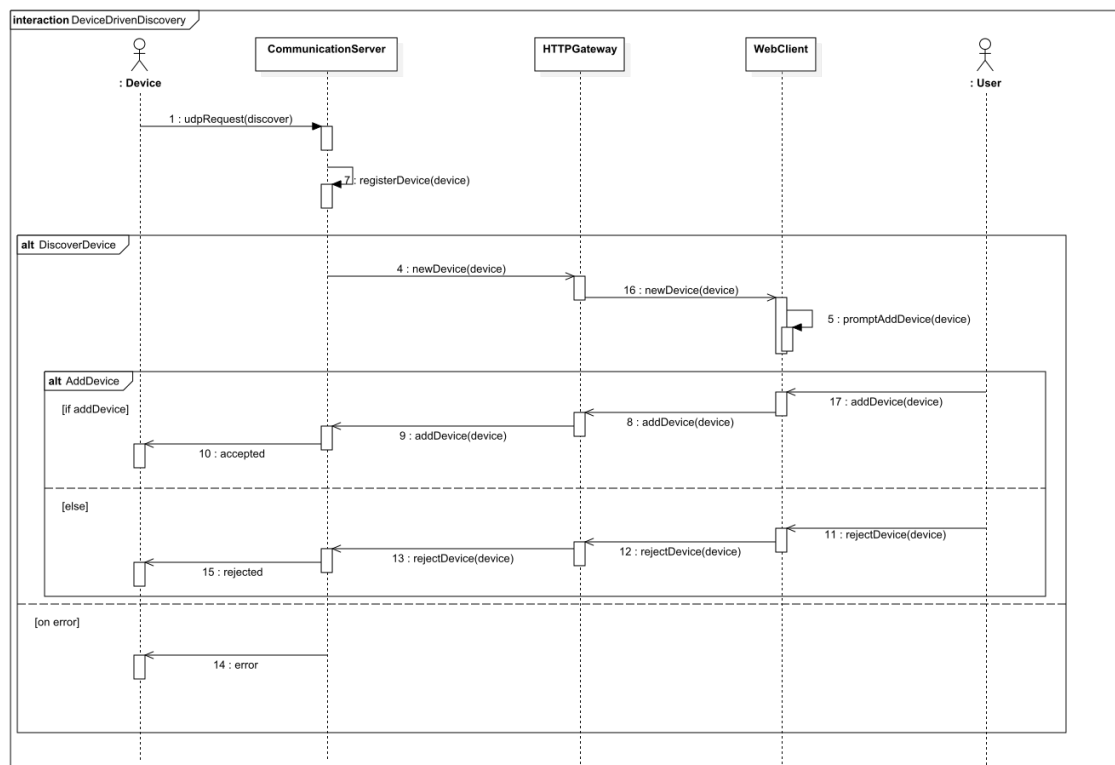 interaction DeviceDrivenDiscovery
CommunicationServer
HTTPGateway
WebClient
: Device
: User
1 : udpRequest(discover)
7 : registerDevice(device)
alt DiscoverDevice
4 : newDevice(device)
16 : newDevice(device)
5 : promptAddDevice(device)
alt AddDevice
[if addDevice]
17 : addDevice(device)
8 : addDevice(device)
9 : addDevice(device)
10 : accepted
[else]
11 : rejectDevice(device)
12 : rejectDevice(device)
13 : rejectDevice(device)
15 : rejected
[on error]
14 : error